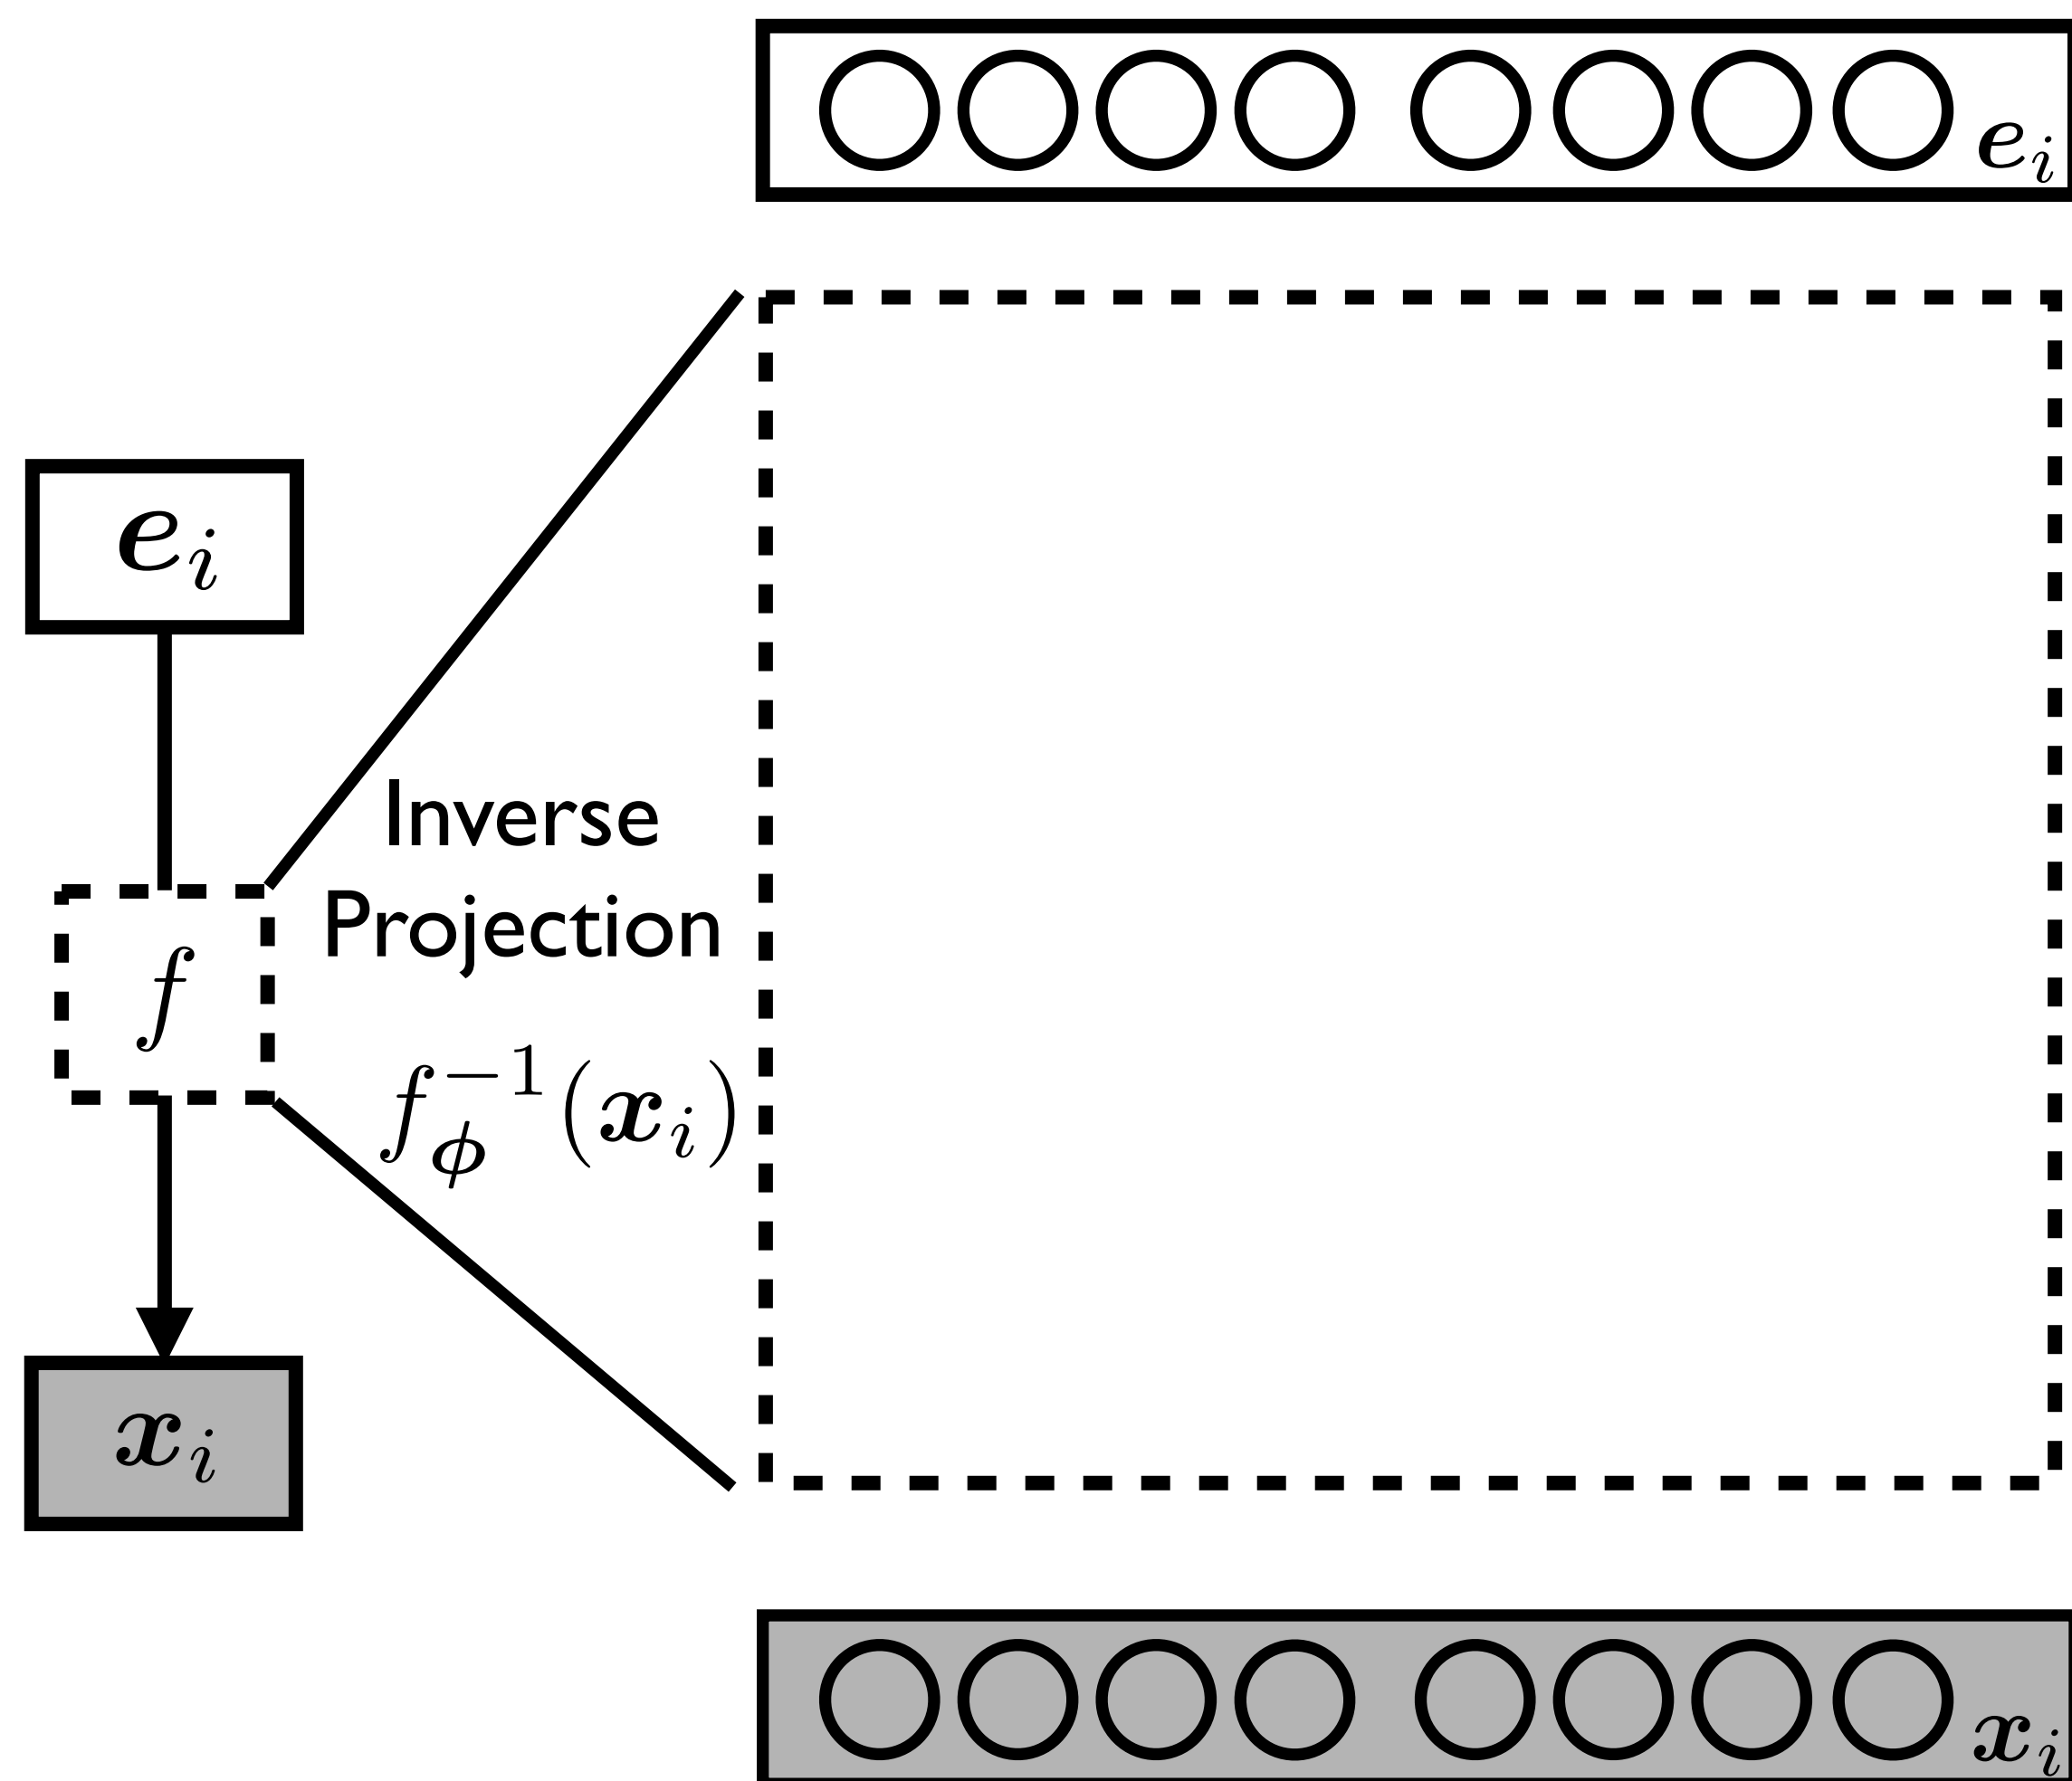 e_i
e_i
Inverse
Projection
f
f_ϕ^{−1}(x_i)
x_i
x_i